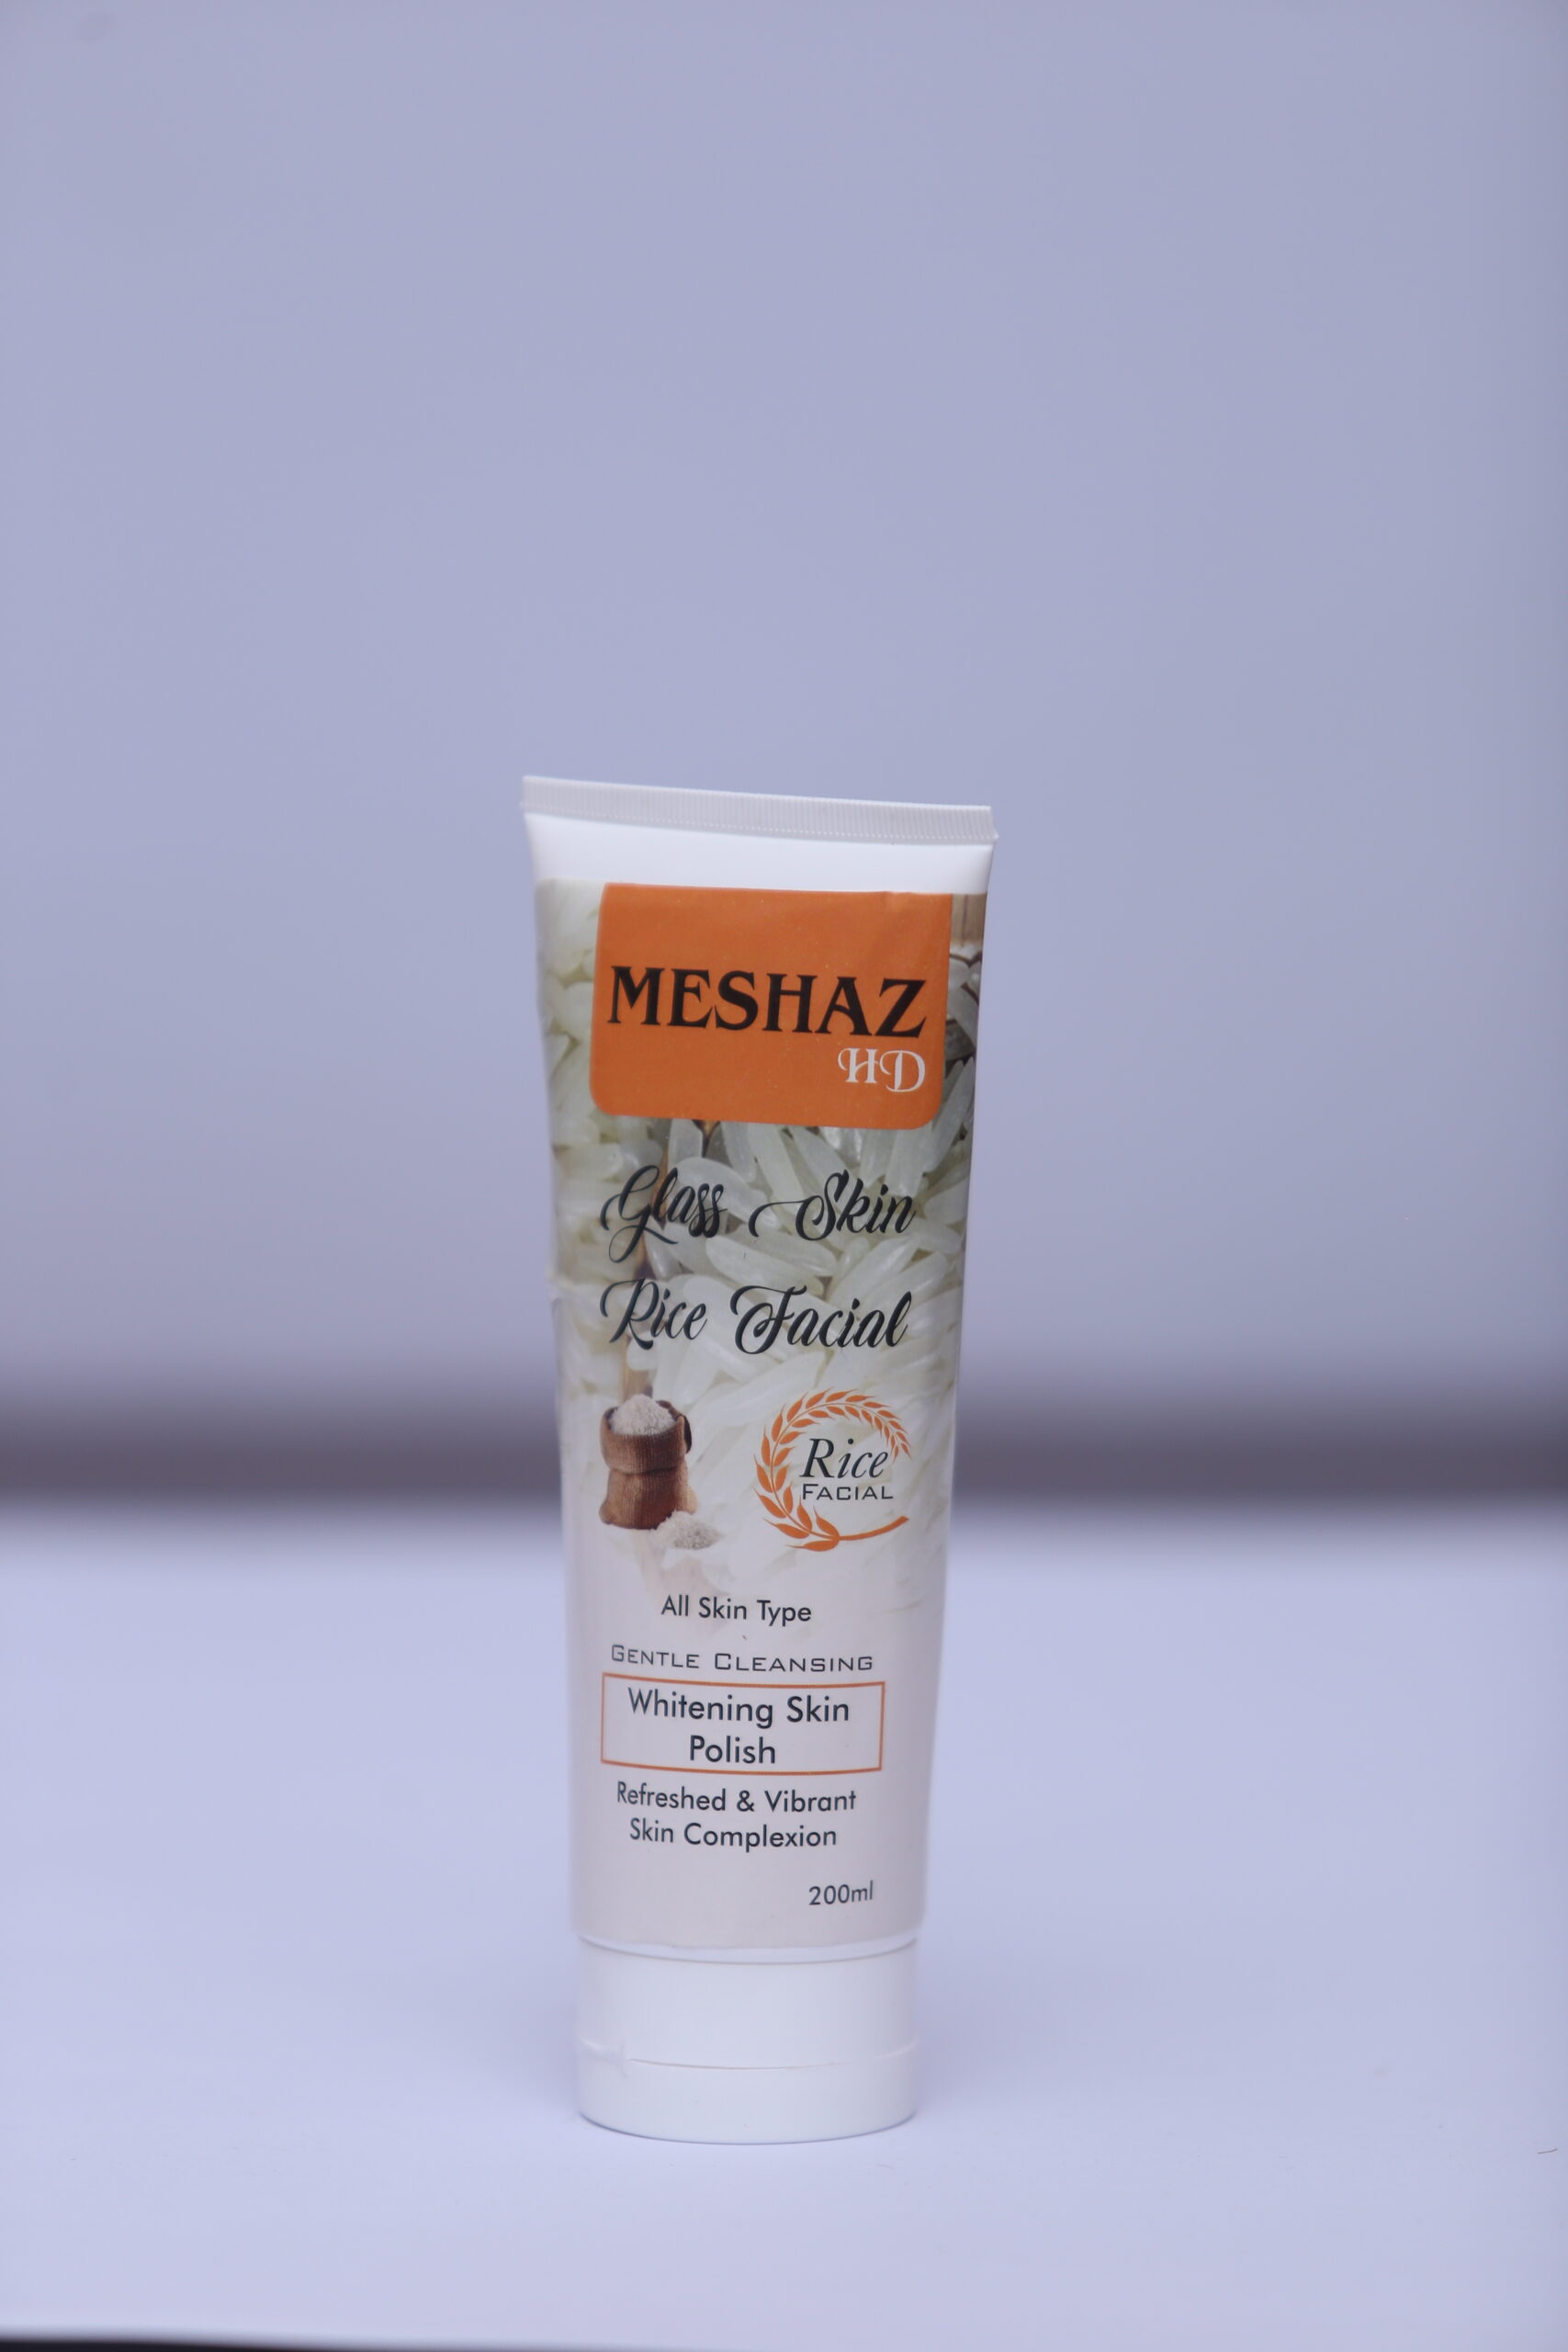 MESHAZ
HD
Glass Skin
Rice Facial
Rice
FACIAL
All Skin Type
GENTLE CLEANSING
Whitening Skin
Polish
Refreshed & Vibrant
Skin Complexion
200ml